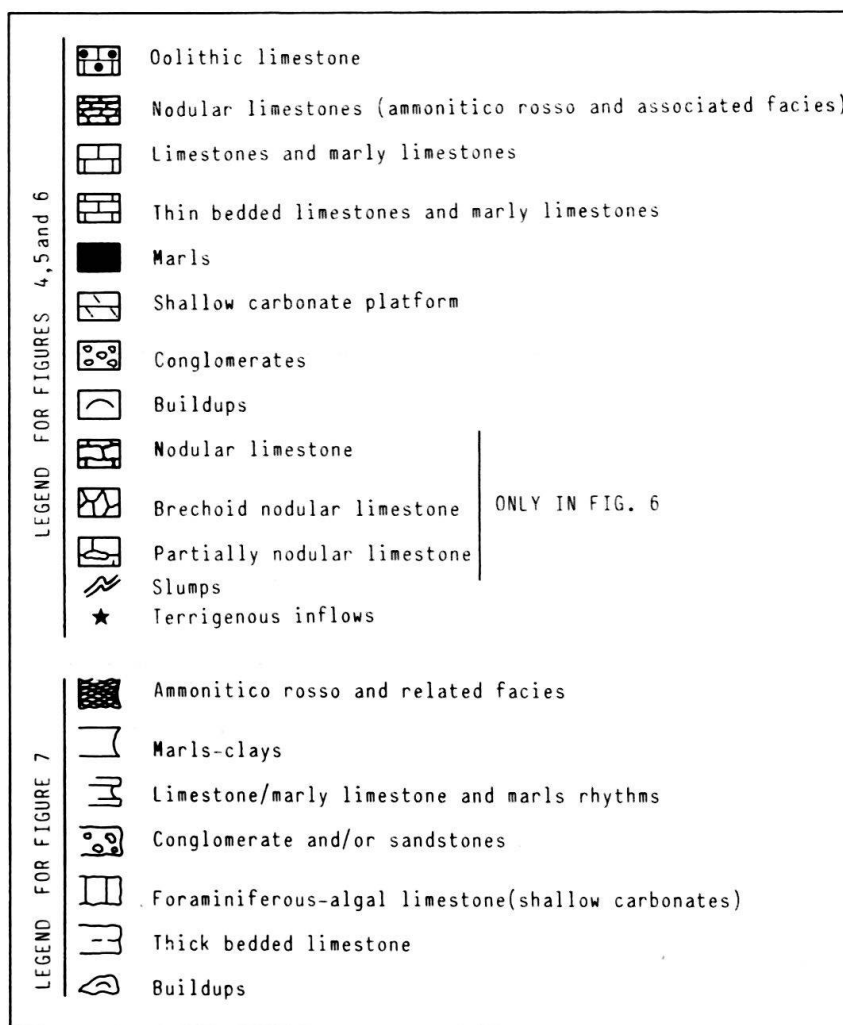 LEGEND FOR FIGURES 4,5and 6
Oolithic limestone
Nodular limestones (ammonitico rosso and associated facies)
Limestones and marly limestones
Thin bedded limestones and marly limestones
Marls
Shallow carbonate platform
Conglomerates
Buildups
Nodular limestone
Brechoid nodular limestone
Partially nodular limestone
ONLY IN FIG. 6
Slumps
Terrigenous inflows
LEGEND FOR FIGURE 7
Ammonitico rosso and related facies
Marls-clays
Limestone/marly limestone and marls rhythms
Conglomerate and/or sandstones
Foraminiferous-algal limestone(shallow carbonates)
Thick bedded limestone
Buildups